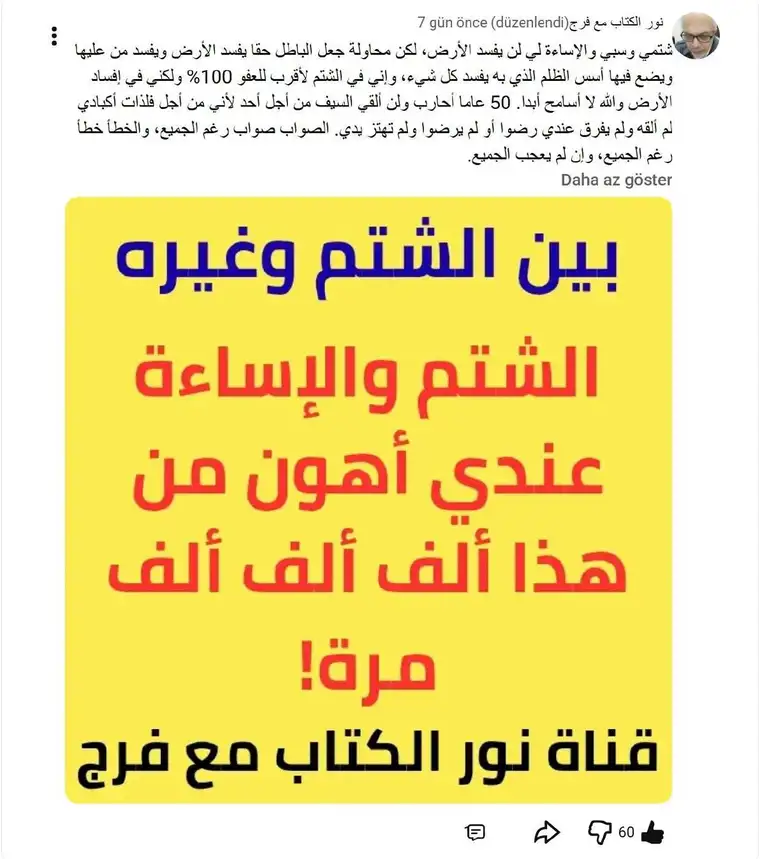 نور الكتاب مع فرج(düzenlendi) 7 gün önce
شتمي وسبي والإساءة لي لن يفسد الأرض، لكن محاولة جعل الباطل حقا يفسد الأرض ويفسد من عليها
ويضع فيها أسس الظلم الذي به يفسد كل شيء، وإني في الشتم لأقرب للعفو 100% ولكني في إفساد
الأرض والله لا أسامح أبدا. 50 عاما أحارب ولن ألقي السيف من أجل أحد لأني من أجل فلذات أكبادي
لم ألقه ولم يفرق عندي رضوا أو لم يرضوا ولم تهتز يدي. الصواب صواب رغم الجميع، والخطأ خطأ
رغم الجميع، وإن لم يعجب الجميع.
Daha az göster
بين الشتم وغيره
الشتم والإساءة
عندي أهون من
هذا ألف ألف ألف
مرة!
قناة نور الكتاب مع فرج
60